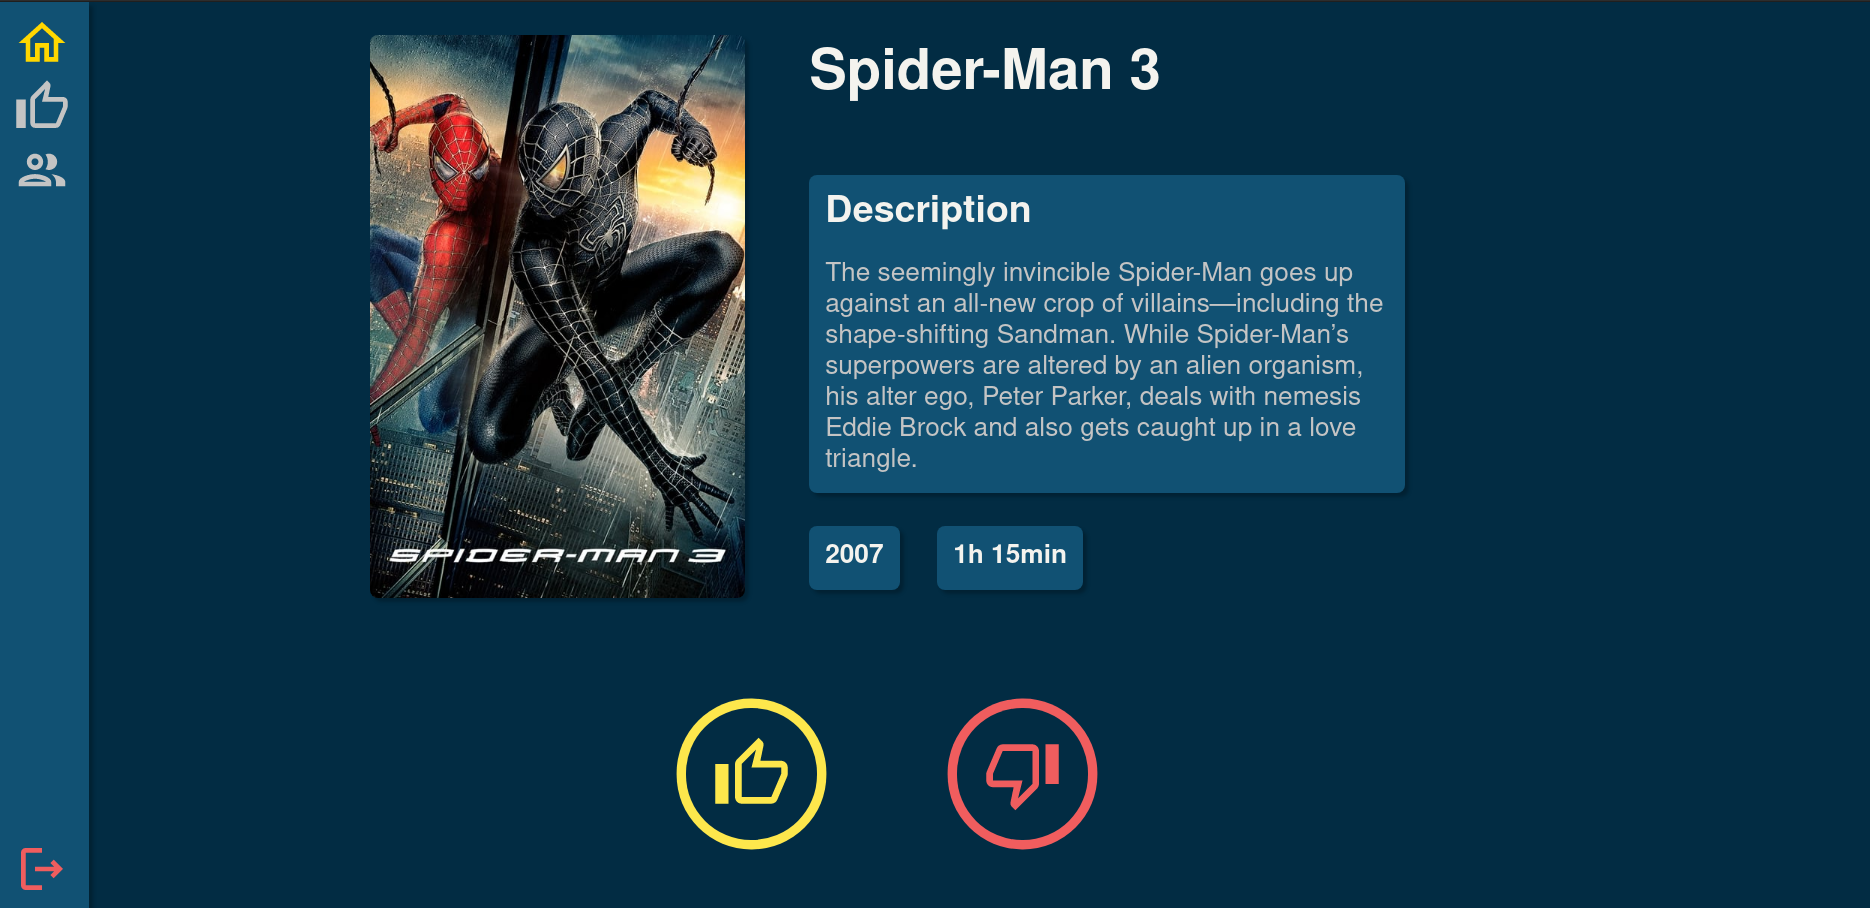 Spider-Man 3
Description
The seemingly invincible Spider-Man goes up
against an all-new crop of villains—including the
shape-shifting Sandman. While Spider-Man’s
superpowers are altered by an alien organism,
his alter ego, Peter Parker, deals with nemesis
Eddie Brock and also gets caught up in a love
triangle.
SPIDER-MAN 3
2007
1h 15min